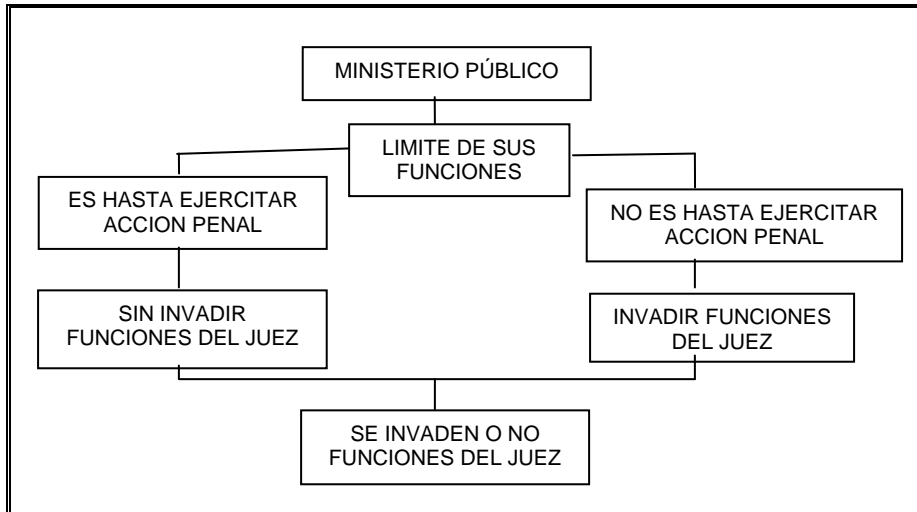 MINISTERIO PÚBLICO
LIMITE DE SUS
FUNCIONES
ES HASTA EJERCITAR
ACCION PENAL
NO ES HASTA EJERCITAR
ACCION PENAL
SIN INVADIR
FUNCIONES DEL JUEZ
INVADIR FUNCIONES
DEL JUEZ
SE INVADEN O NO
FUNCIONES DEL JUEZ